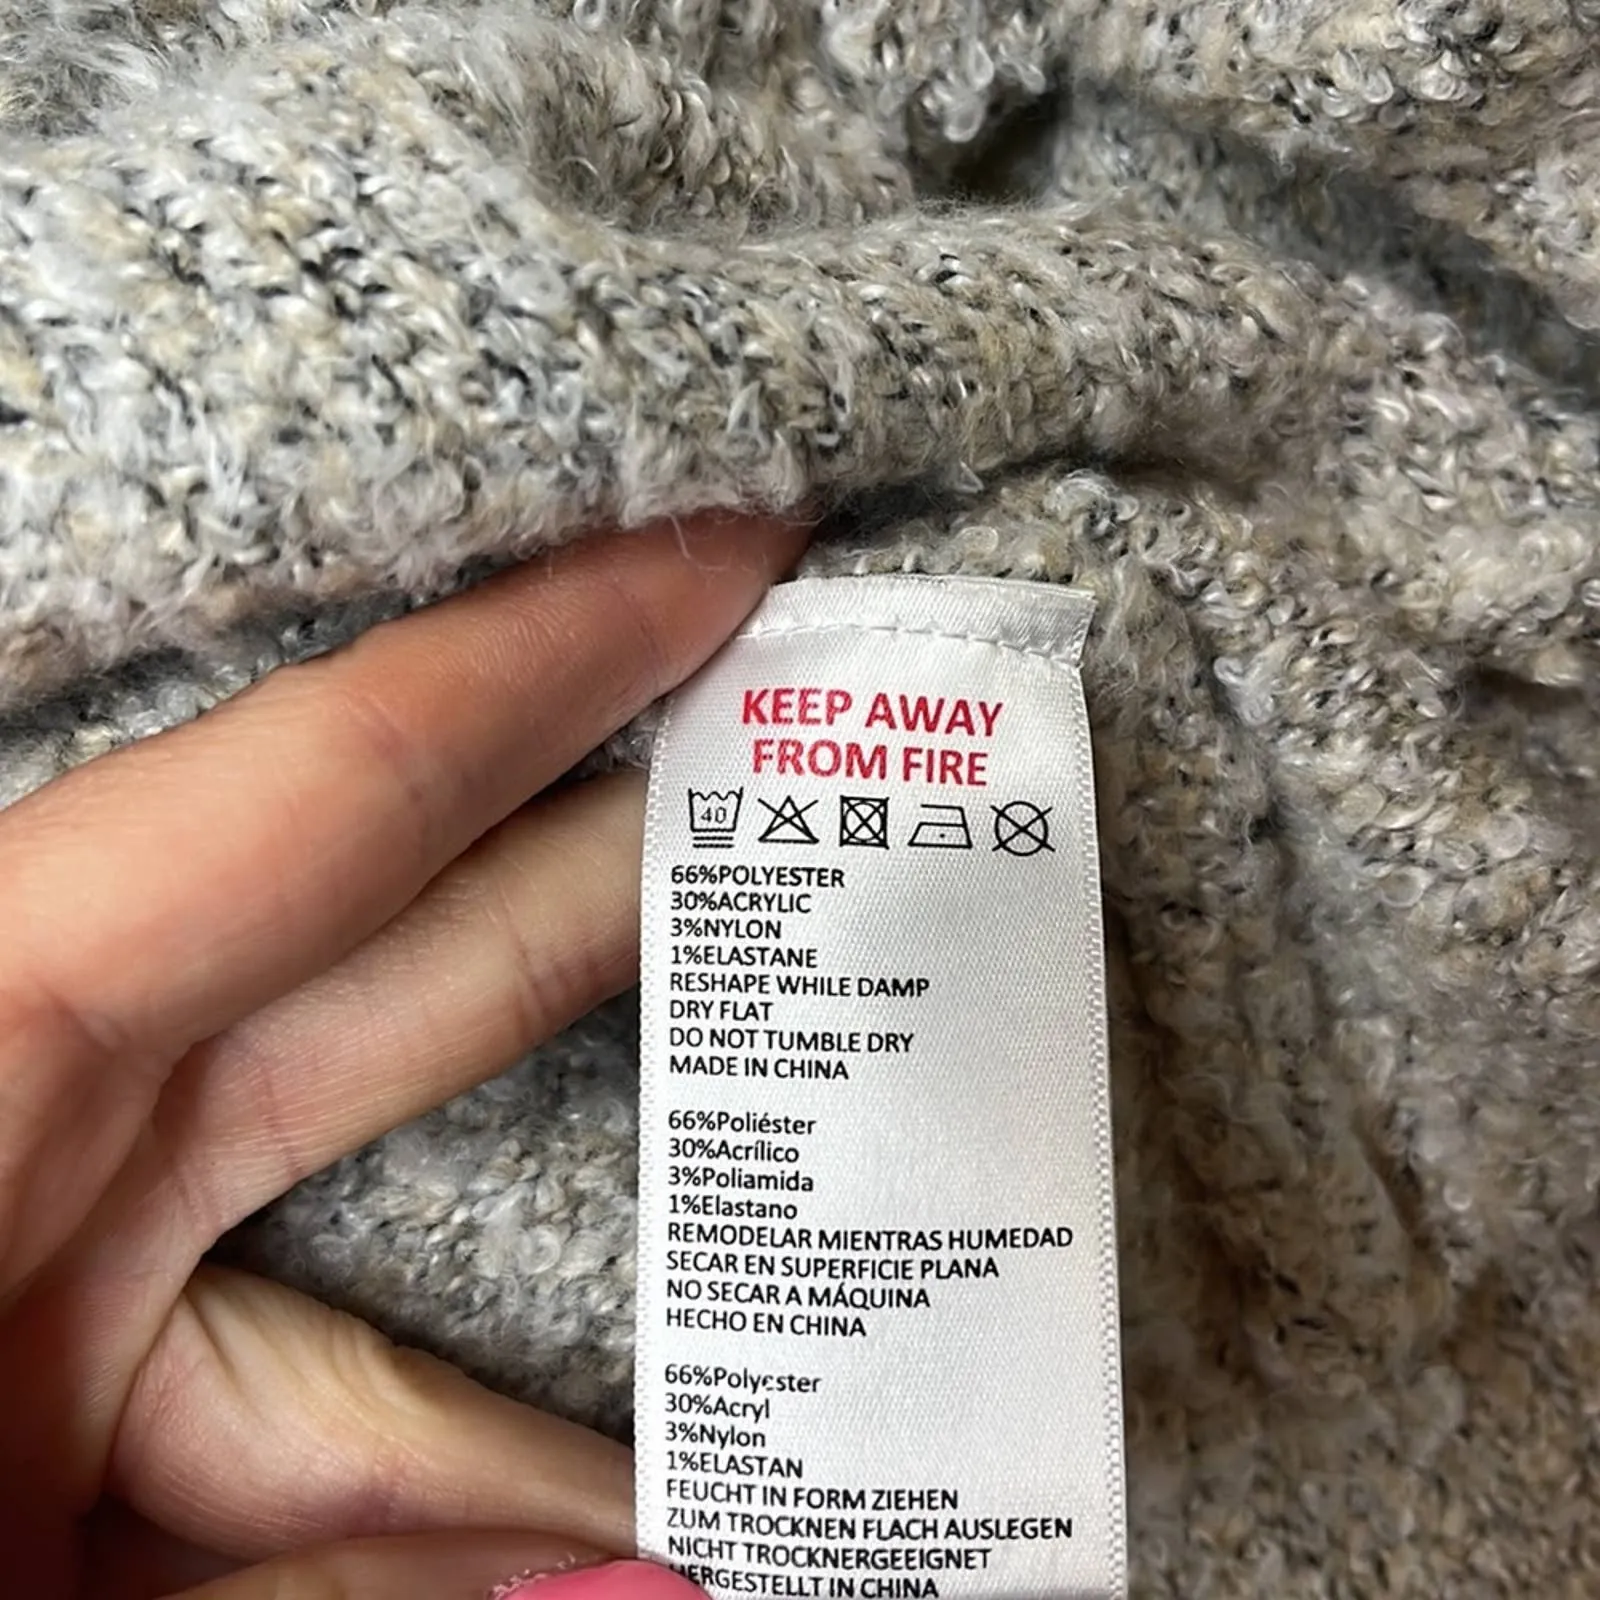 KEEP AWAY
FROM FIRE
40
66%POLYESTER
30%ACRYLIC
3%NYLON
1%ELASTANE
RESHAPE WHILE DAMP
DRY FLAT
DO NOT TUMBLE DRY
MADE IN CHINA
66%Poliéster
30%Acrílico
3%Poliamida
1%Elastano
REMODELAR MIENTRAS HUMEDAD
SECAR EN SUPERFICIE PLANA
NO SECAR A MÁQUINA
HECHO EN CHINA
66%Polyester
30%Acryl
3%Nylon
1%ELASTAN
FEUCHT IN FORM ZIEHEN
ZUM TROCKNEN FLACH AUSLEGEN
NICHT TROCKNERGEEIGNET
HERGESTELLT IN CHINA